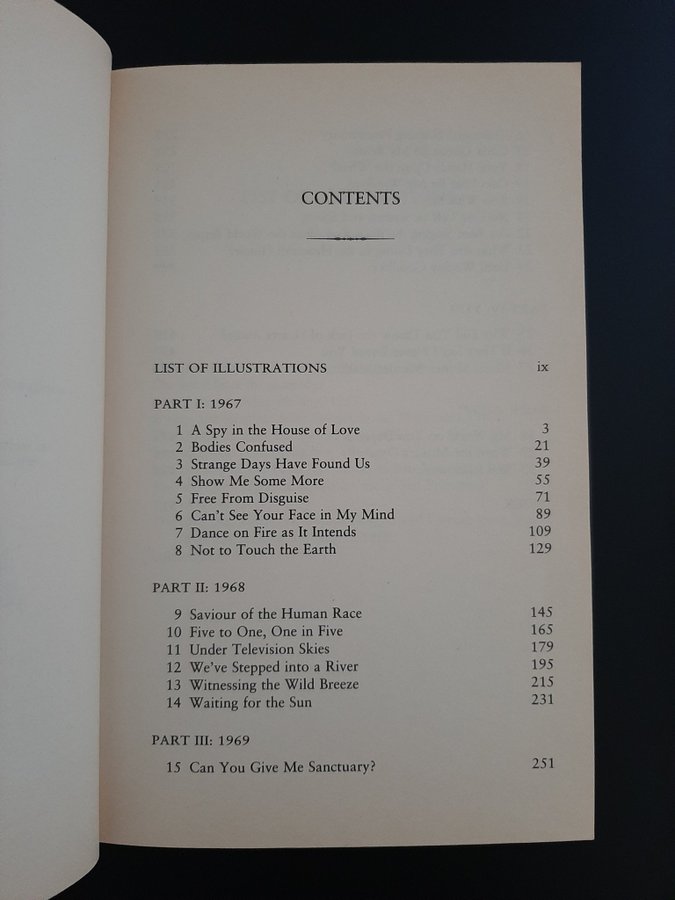 CONTENTS
LIST OF ILLUSTRATIONS ix
PART I: 1967
1 A Spy in the House of Love 3
2 Bodies Confused 21
3 Strange Days Have Found Us 39
4 Show Me Some More 55
5 Free From Disguise 71
6 Can't See Your Face in My Mind 89
7 Dance on Fire as It Intends 109
8 Not to Touch the Earth 129
PART II: 1968
9 Saviour of the Human Race 145
10 Five to One, One in Five 165
11 Under Television Skies 179
12 We've Stepped into a River 195
13 Witnessing the Wild Breeze 215
14 Waiting for the Sun 231
PART III: 1969
15 Can You Give Me Sanctuary? 251